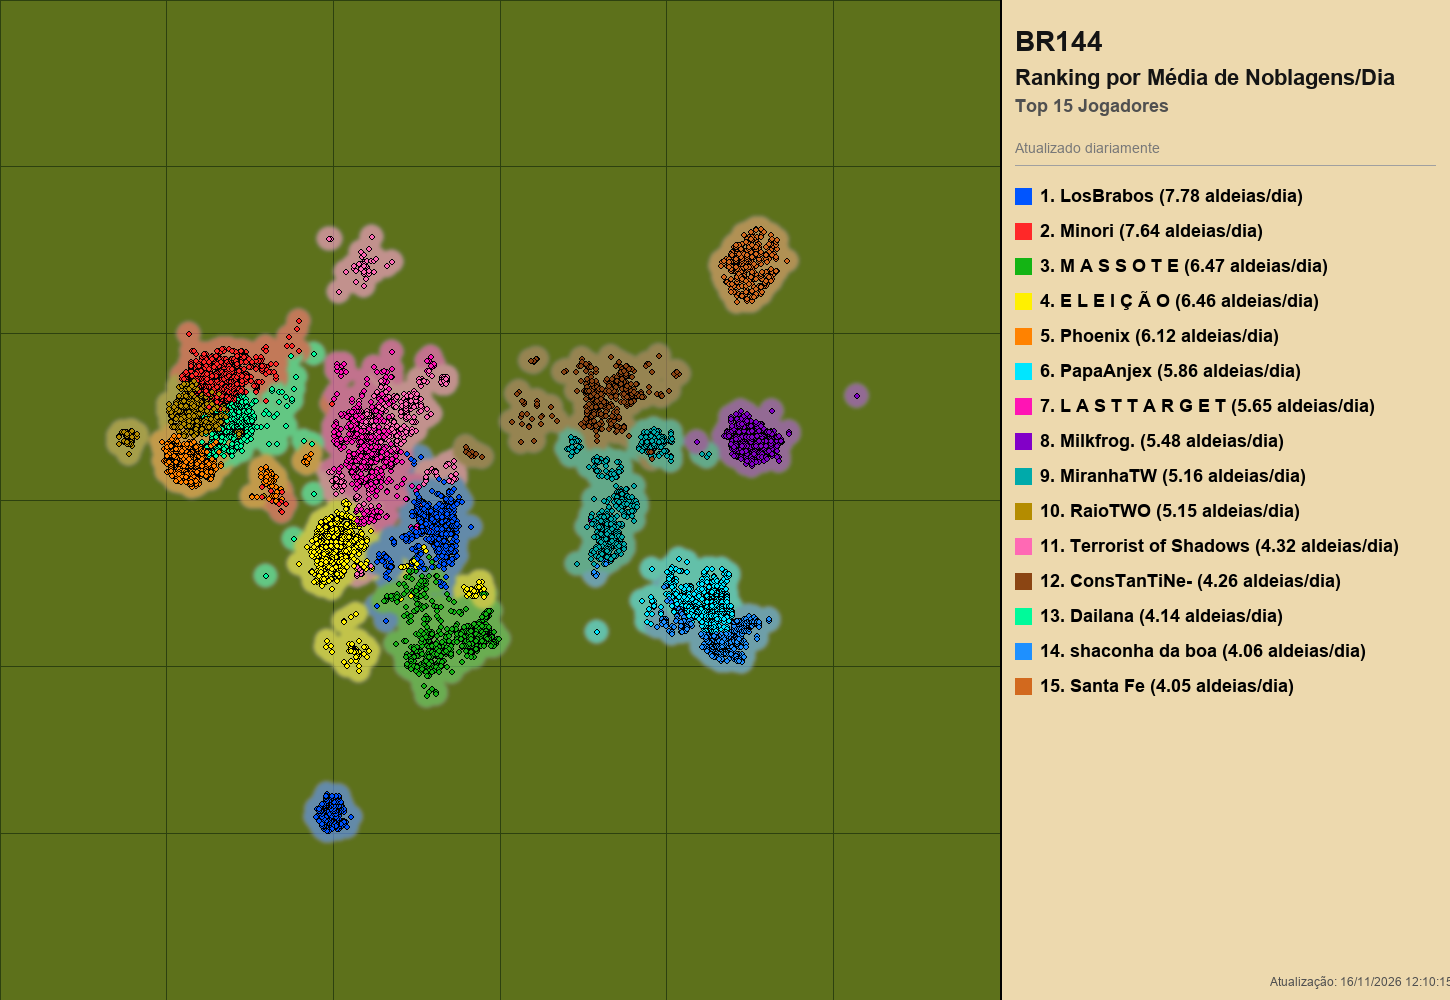 BR144
Ranking por Média de Noblagens/Dia
Top 15 Jogadores
Atualizado diariamente
1. LosBrabos (7.78 aldeias/dia)
2. Minori (7.64 aldeias/dia)
3. M A S S O T E (6.47 aldeias/dia)
4. E L E I Ç Ã O (6.46 aldeias/dia)
5. Phoenix (6.12 aldeias/dia)
6. PapaAnjex (5.86 aldeias/dia)
7. L A S T T A R G E T (5.65 aldeias/dia)
8. Milkfrog. (5.48 aldeias/dia)
9. MiranhaTW (5.16 aldeias/dia)
10. RaioTWO (5.15 aldeias/dia)
11. Terrorist of Shadows (4.32 aldeias/dia)
12. ConsTanTiNe- (4.26 aldeias/dia)
13. Dailana (4.14 aldeias/dia)
14. shaconha da boa (4.06 aldeias/dia)
15. Santa Fe (4.05 aldeias/dia)
Atualização: 16/11/2026 12:10:15